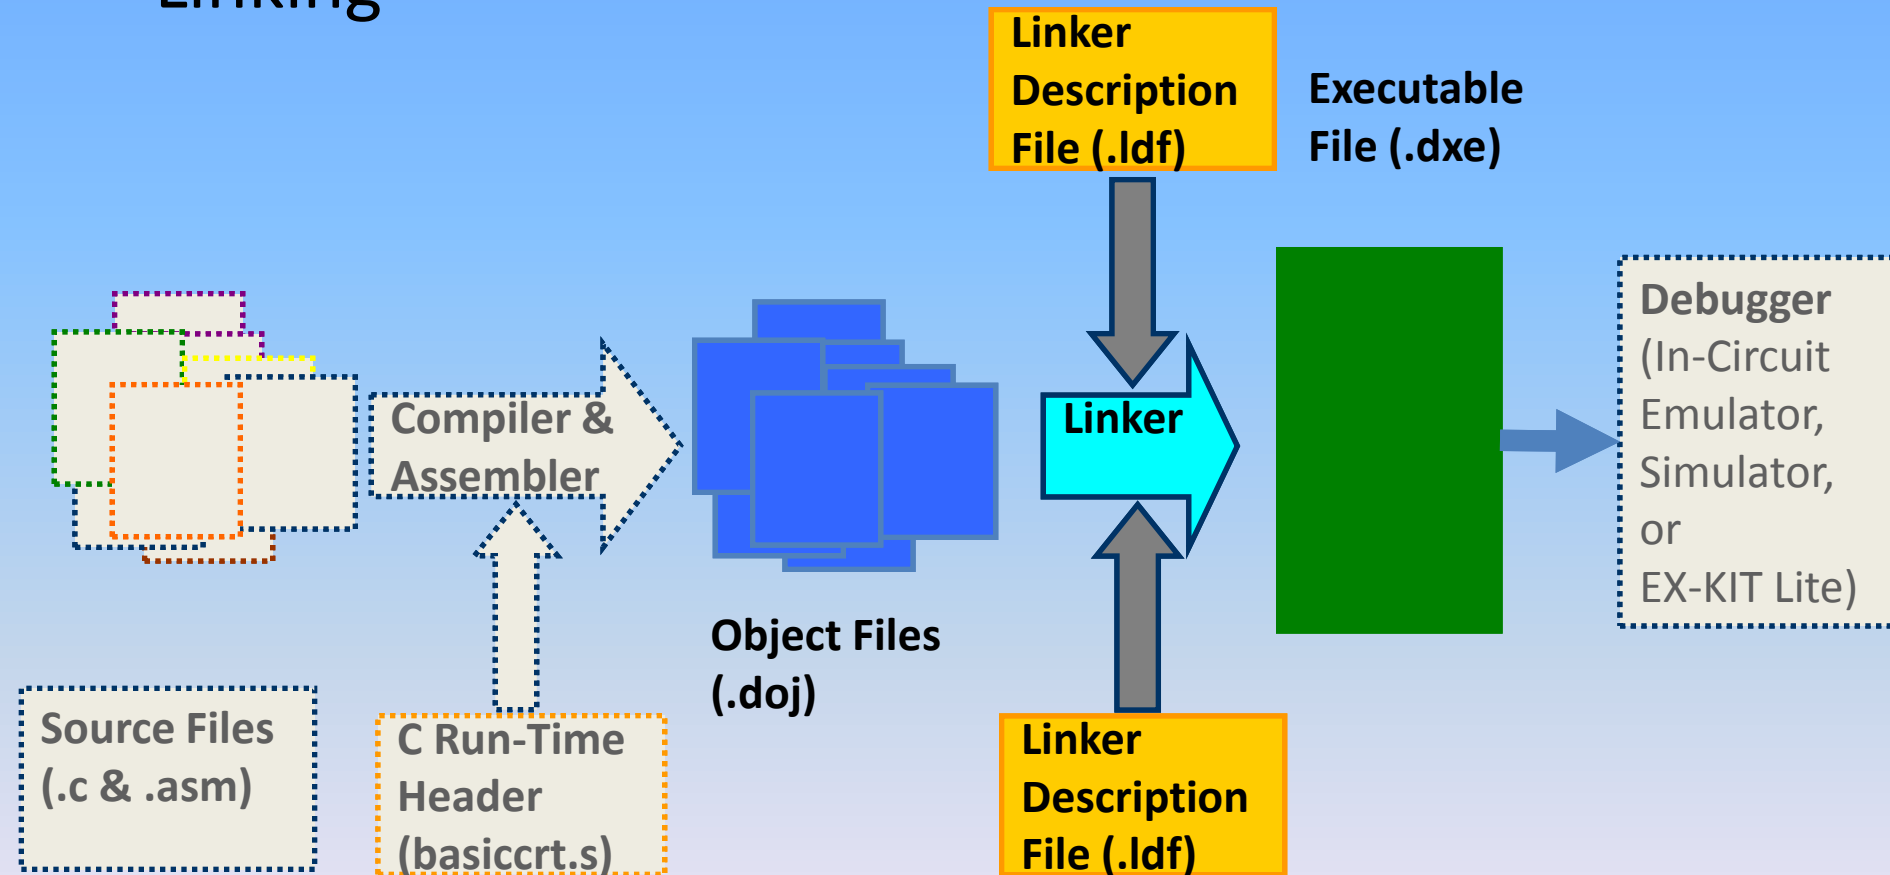 Linking
Linker
Description
File (.ldf)
Executable
File (.dxe)
Debugger
(In-Circuit
Emulator,
Simulator,
or
EX-KIT Lite)
Compiler &
Assembler
Linker
Object Files
(.doj)
Source Files
(.c & .asm)
C Run-Time
Header
(basiccrt.s)
Linker
Description
File (.ldf)